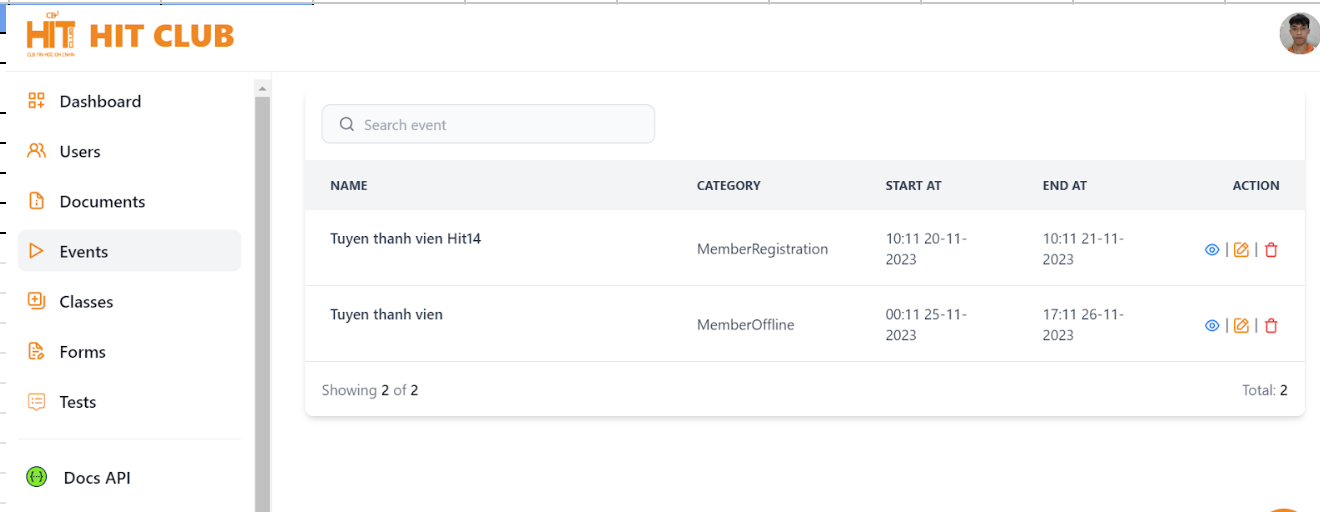 HIT HIT CLUB
Dashboard
Users
Documents
Events
Classes
Forms
Tests
Docs API
Search event
NAME CATEGORY START AT END AT ACTION
Tuyen thanh vien Hit14 MemberRegistration 10:11 20-11- 10:11 21-11- | |
2023 2023
Tuyen thanh vien MemberOffline 00:11 25-11- 17:11 26-11- | |
2023 2023
Showing 2 of 2 Total: 2